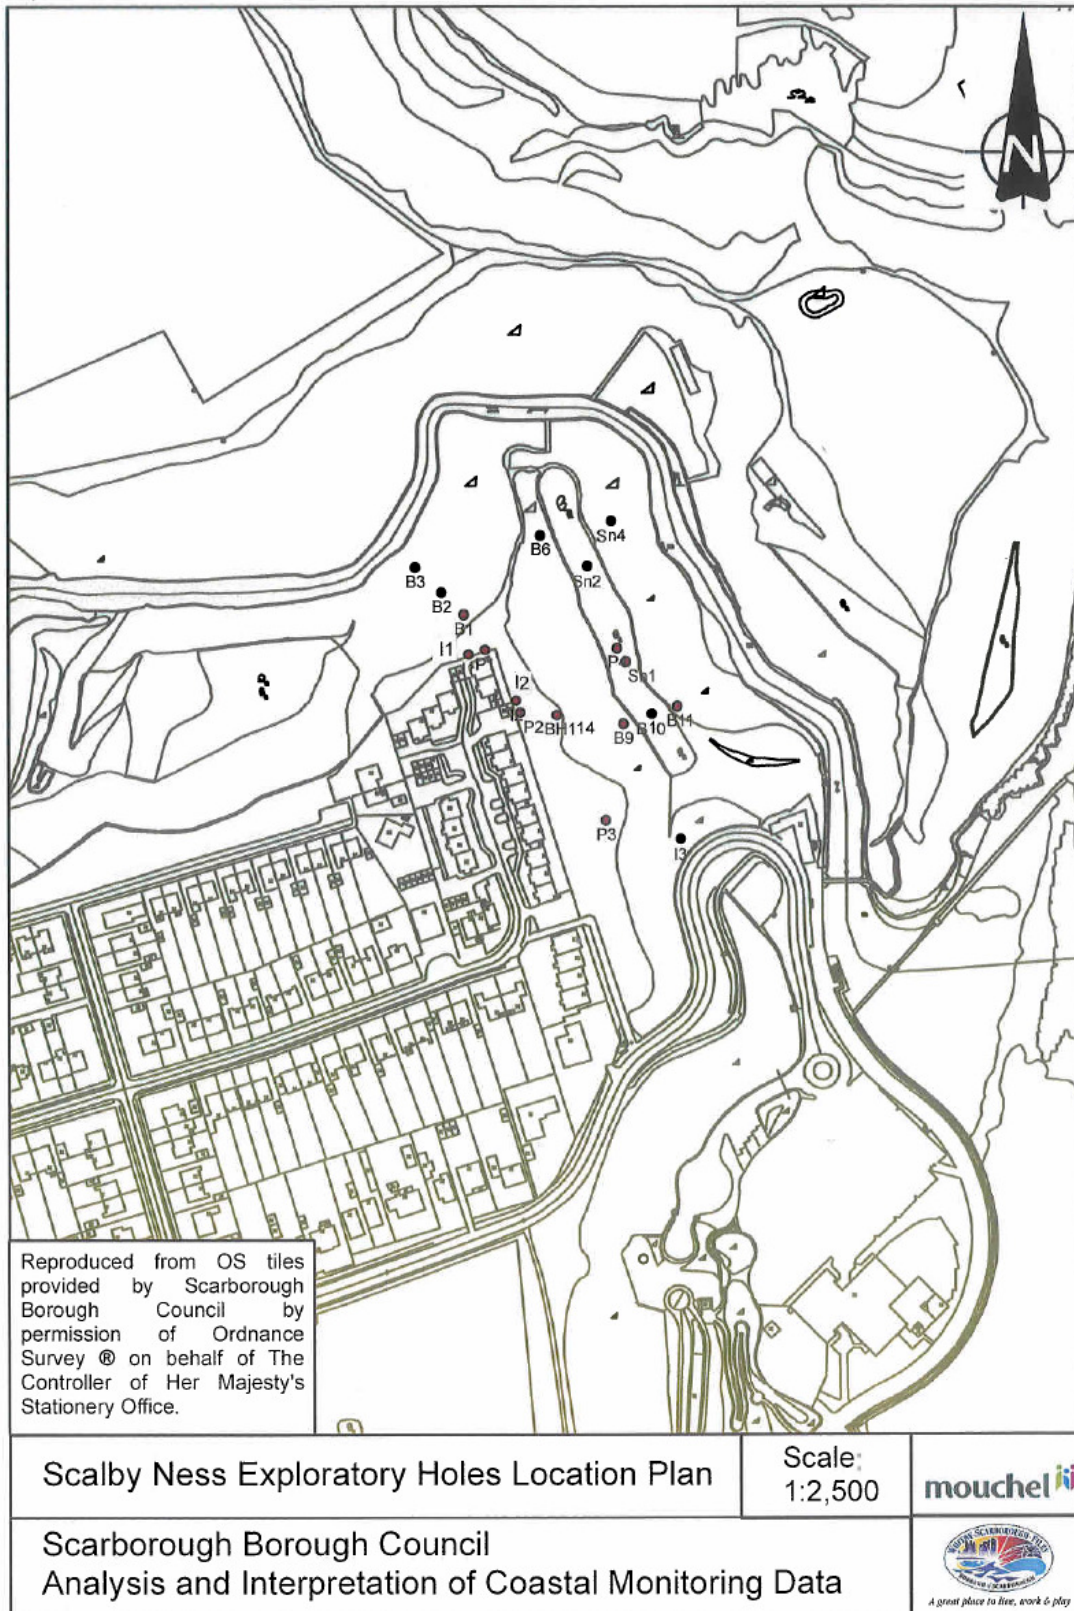 N
Sn4
B6
Sn2
B3
B2
B1
I1
P
P4
Sn1
I2
P2
BH114
B9
B10
B11
P3
I3
Reproduced from OS tiles
provided by Scarborough
Borough Council by
permission of Ordnance
Survey ® on behalf of The
Controller of Her Majesty's
Stationery Office.
Scalby Ness Exploratory Holes Location Plan
Scale:
1:2,500
mouchel
Scarborough Borough Council
Analysis and Interpretation of Coastal Monitoring Data
A great place to live, work & play